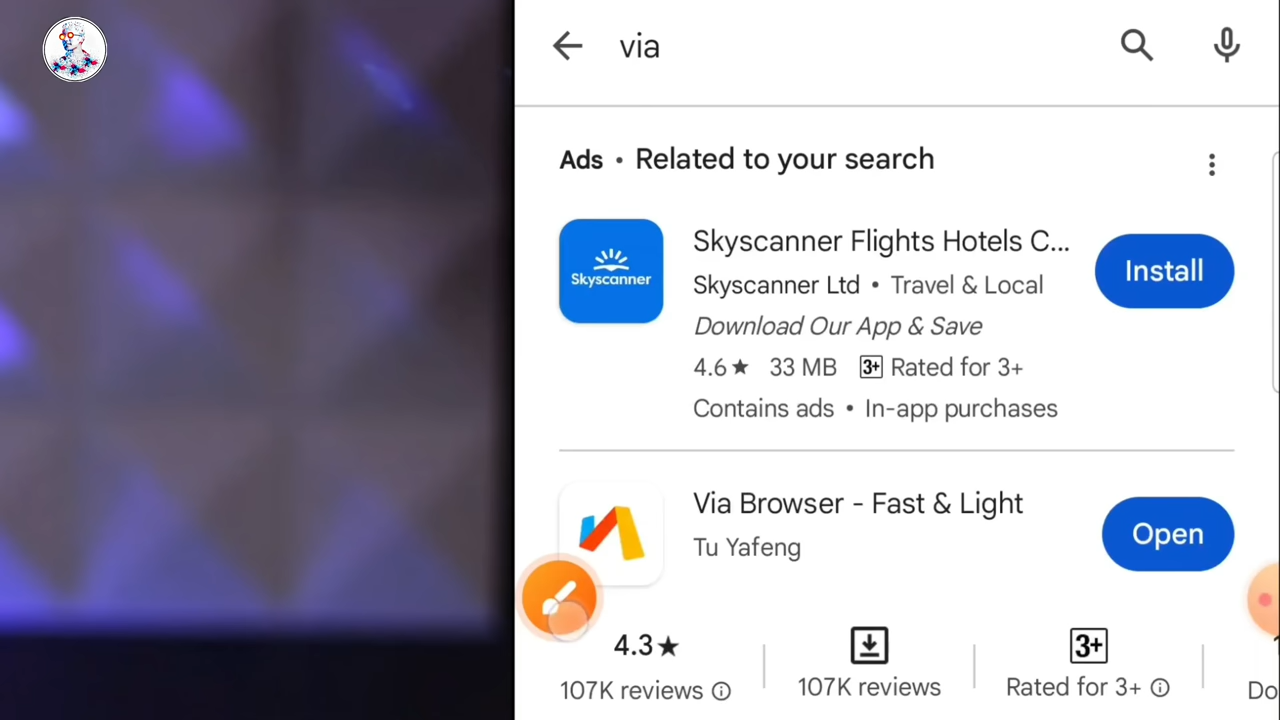 via
Ads • Related to your search
Skyscanner
Skyscanner Flights Hotels C...
Skyscanner Ltd • Travel & Local
Download Our App & Save
4.6★ 33 MB 3+ Rated for 3+
Contains ads • In-app purchases
Install
Via Browser - Fast & Light
Tu Yafeng
Open
4.3★
107K reviews
107K reviews
3+
Rated for 3+
Do